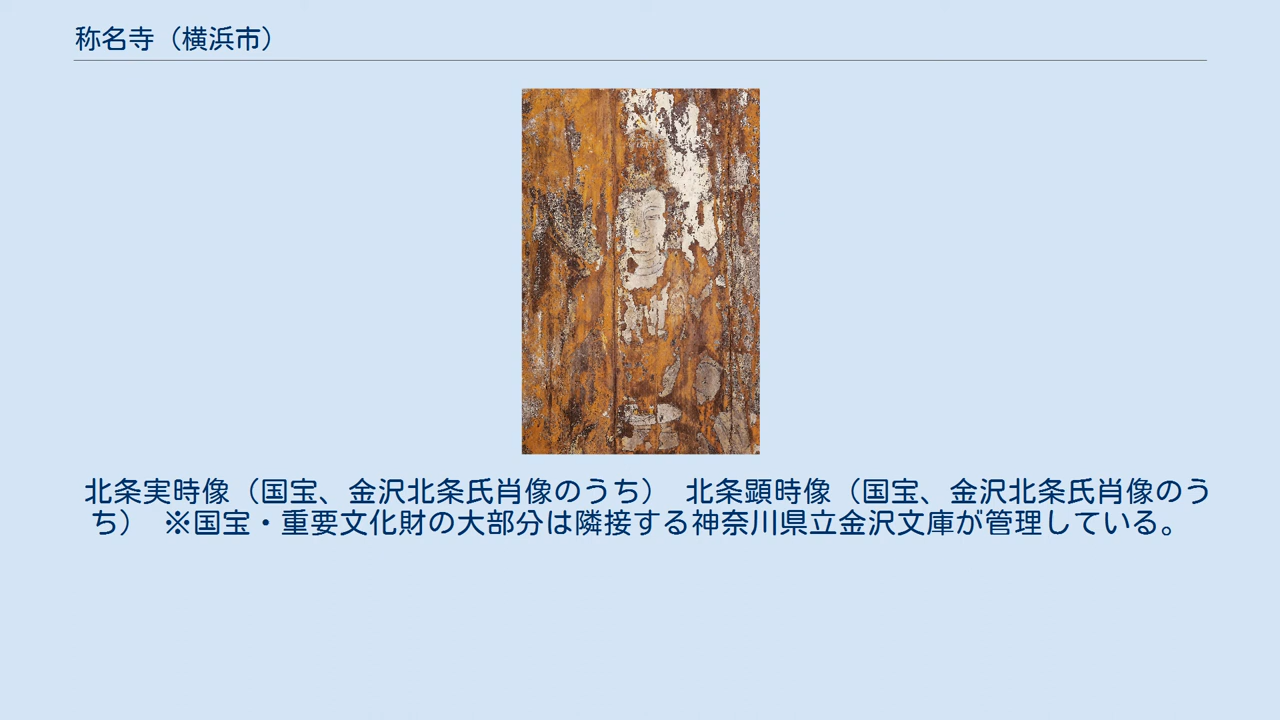 称名寺（横浜市）
北条実時像（国宝、金沢北条氏肖像のうち） 北条顕時像（国宝、金沢北条氏肖像のう
ち） ※国宝・重要文化財の大部分は隣接する神奈川県立金沢文庫が管理している。